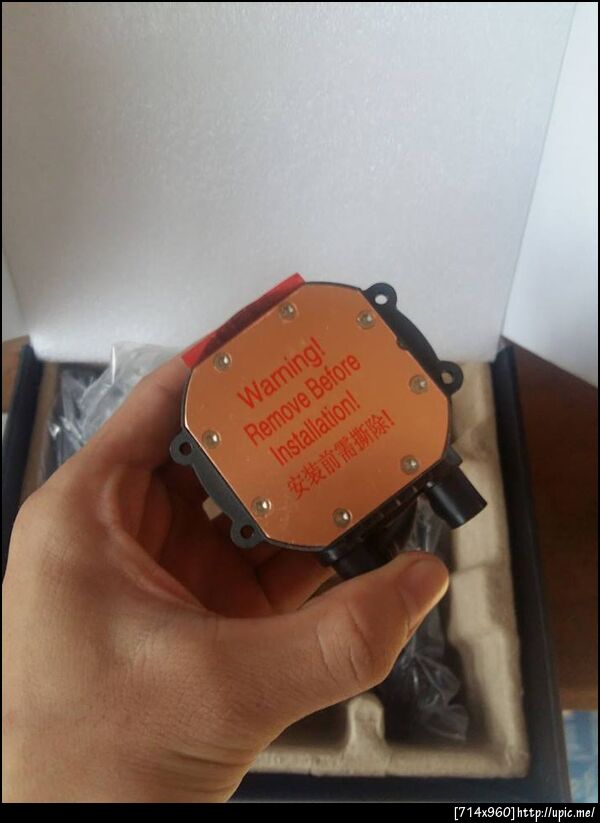 Warning!
Remove Before
Installation!
安装前需撕除!
[714x960]http://upic.me/